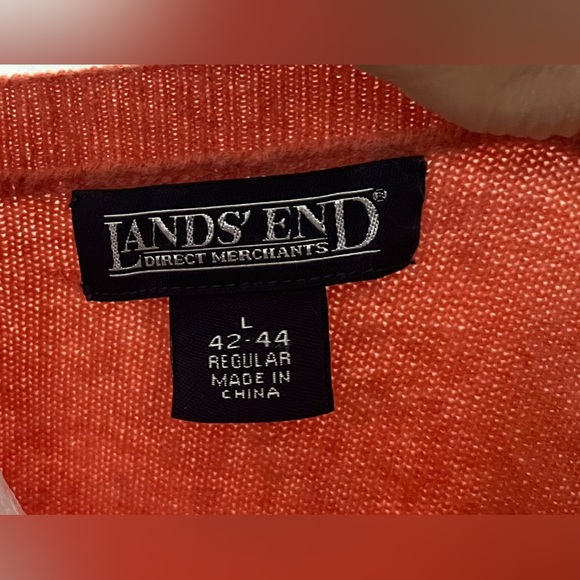 LANDS' END®
DIRECT MERCHANTS
L
42-44
REGULAR
MADE IN
CHINA